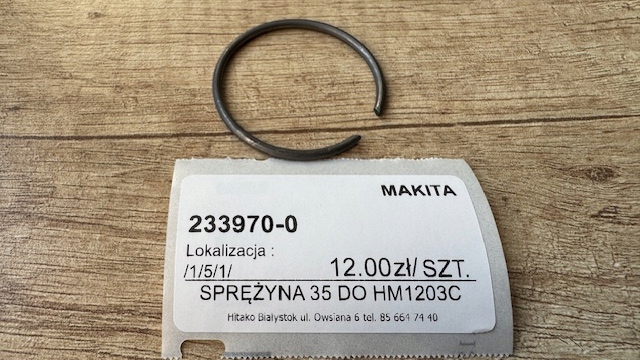 MAKITA
233970-0
Lokalizacja :
/1/5/1/ 12.00zł/ SZT.
SPRĘŻYNA 35 DO HM1203C
Hitako Białystok ul. Owsiana 6 tel. 85 664 74 40